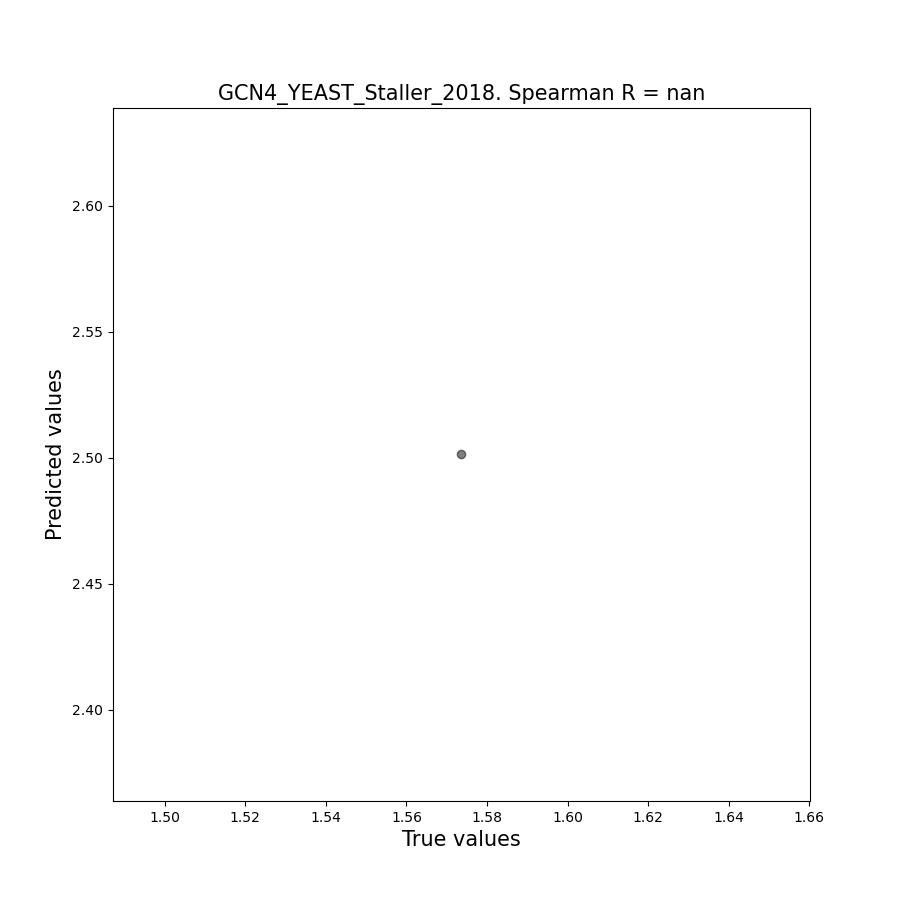 GCN4_YEAST_Staller_2018. Spearman R = nan
2.60
2.55
2.50
2.45
2.40
Predicted values
1.50 1.52 1.54 1.56 1.58 1.60 1.62 1.64 1.66
True values